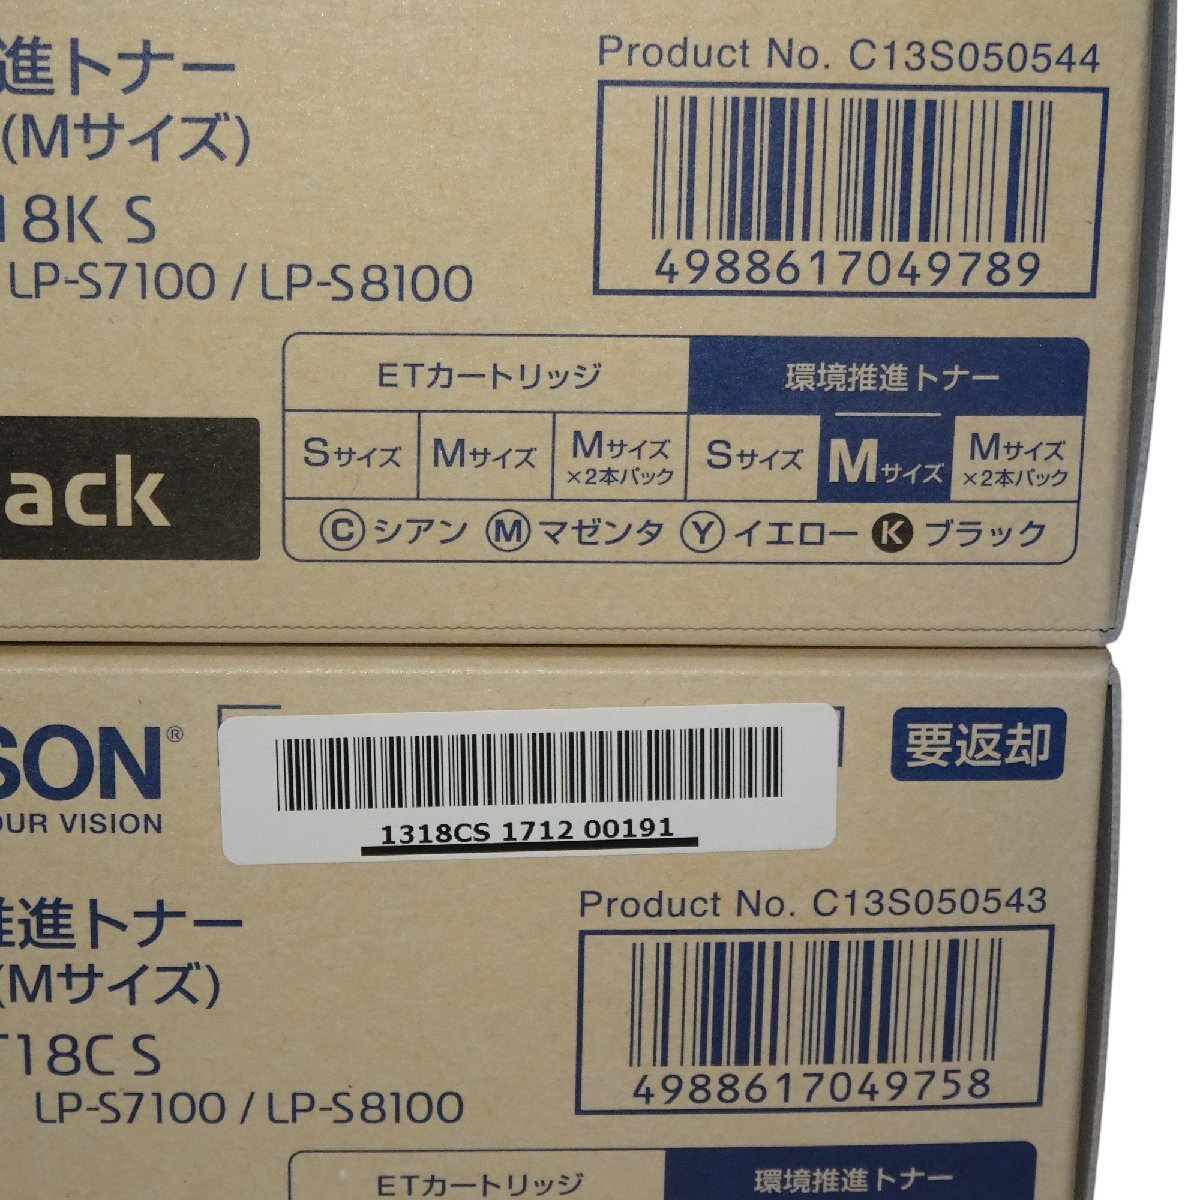 進トナー
(Mサイズ)
18K S
LP-S7100 / LP-S8100
Product No. C13S050544
4988617049789
ETカートリッジ 環境推進トナー
Sサイズ Mサイズ Mサイズ ×2本パック Sサイズ Mサイズ Mサイズ ×2本パック
C シアン M マゼンタ Y イエロー K ブラック
ack
SON®
OUR VISION
1318CS 1712 00191
要返却
推進トナー
(Mサイズ)
T18C S
LP-S7100 / LP-S8100
Product No. C13S050543
4988617049758
ETカートリッジ 環境推進トナー